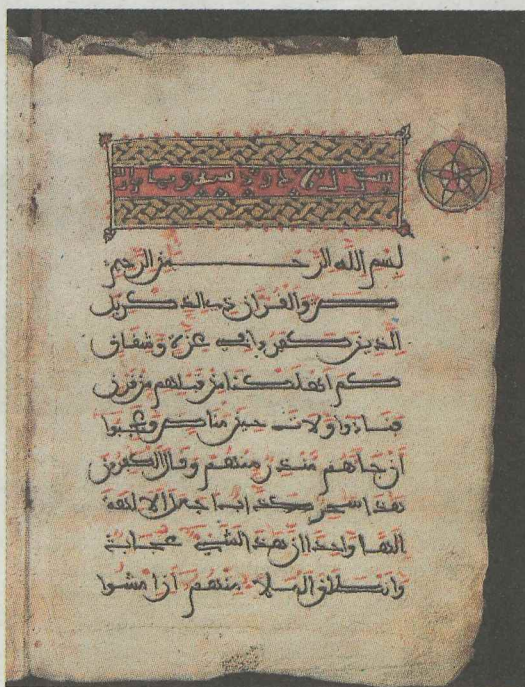 بسم الله الرحمن الرحيم
ص والقران ذي الذكر بل
الذين كفروا في عزة وشقاق
كم اهلكنا من قبلهم من قرن
فنادوا ولات حين مناص وعجبوا
ان جاهم منذر منهم وقال الكفرون
هذا سحر كذاب اجعل الالهة
الها واحدا ان هذا لشيء عجاب
وانطلق الملا منهم ان امشوا